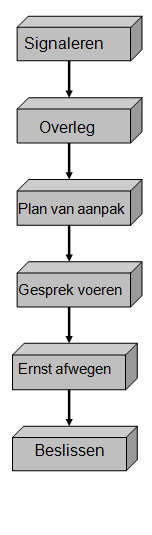 Signaleren
Overleg
Plan van aanpak
Gesprek voeren
Ernst afwegen
Beslissen